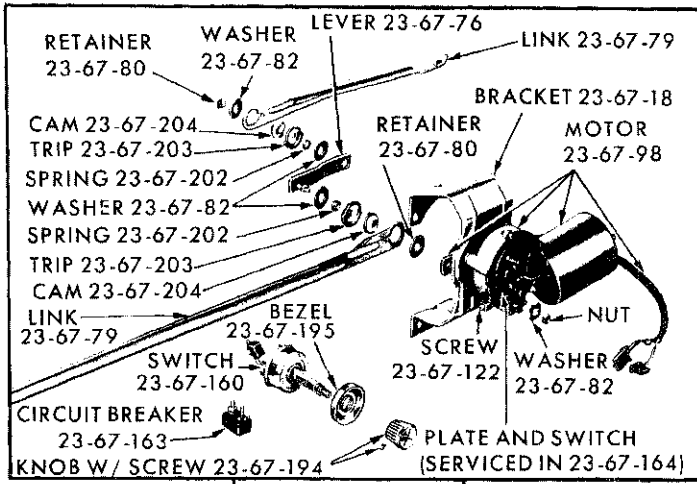 RETAINER
23-67-80
WASHER
23-67-82
LEVER 23-67-76
LINK 23-67-79
BRACKET 23-67-18
CAM 23-67-204
TRIP 23-67-203
SPRING 23-67-202
WASHER 23-67-82
SPRING 23-67-202
TRIP 23-67-203
CAM 23-67-204
LINK
23-67-79
RETAINER
23-67-80
MOTOR
23-67-98
BEZEL
23-67-195
SWITCH
23-67-160
SCREW
23-67-122
NUT
WASHER
23-67-82
CIRCUIT BREAKER
23-67-163
KNOB W/ SCREW 23-67-194
PLATE AND SWITCH
(SERVICED IN 23-67-164)